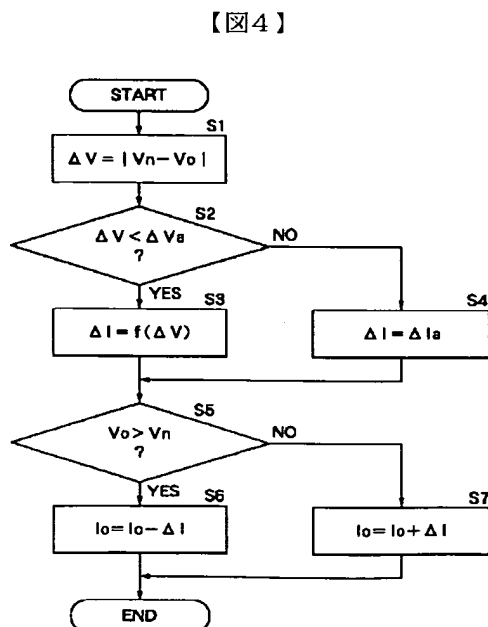 【図4】
START
S1
ΔV=|Vn-Vo|
S2
ΔV<ΔVa
?
NO
YES
S3
ΔI=f(ΔV)
S4
ΔI=ΔIa
S5
Vo>Vn
?
NO
YES
S6
Io=Io-ΔI
S7
Io=Io+ΔI
END